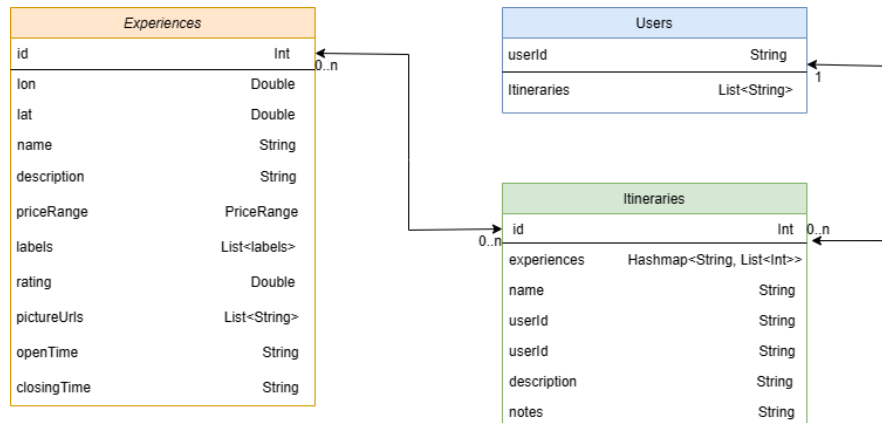 Experiences
id Int
0..n
lon Double
lat Double
name String
description String
priceRange PriceRange
labels List<labels>
rating Double
pictureUrls List<String>
openTime String
closingTime String
Users
userId String
1
Itineraries List<String>
Itineraries
id Int
0..n
0..n
experiences Hashmap<String, List<Int>>
name String
userId String
userId String
description String
notes String